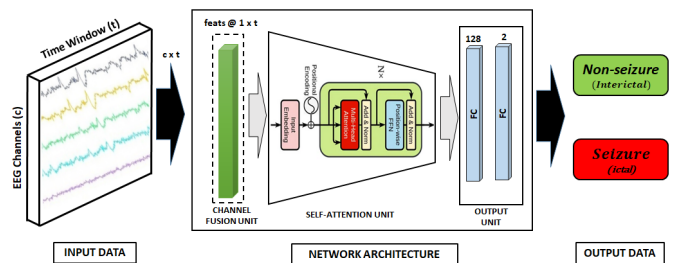 Time Window (t)
EEG Channels (c)
c x t
INPUT DATA
feats @ 1 x t
CHANNEL
FUSION UNIT
Input
Embedding
Positional
Encoding
Multi-Head
Attention
Add & Norm
Position-wise
FFN
Add & Norm
N×
SELF-ATTENTION UNIT
128
2
FC
FC
OUTPUT
UNIT
NETWORK ARCHITECTURE
Non-seizure
(Interictal)
Seizure
(ictal)
OUTPUT DATA